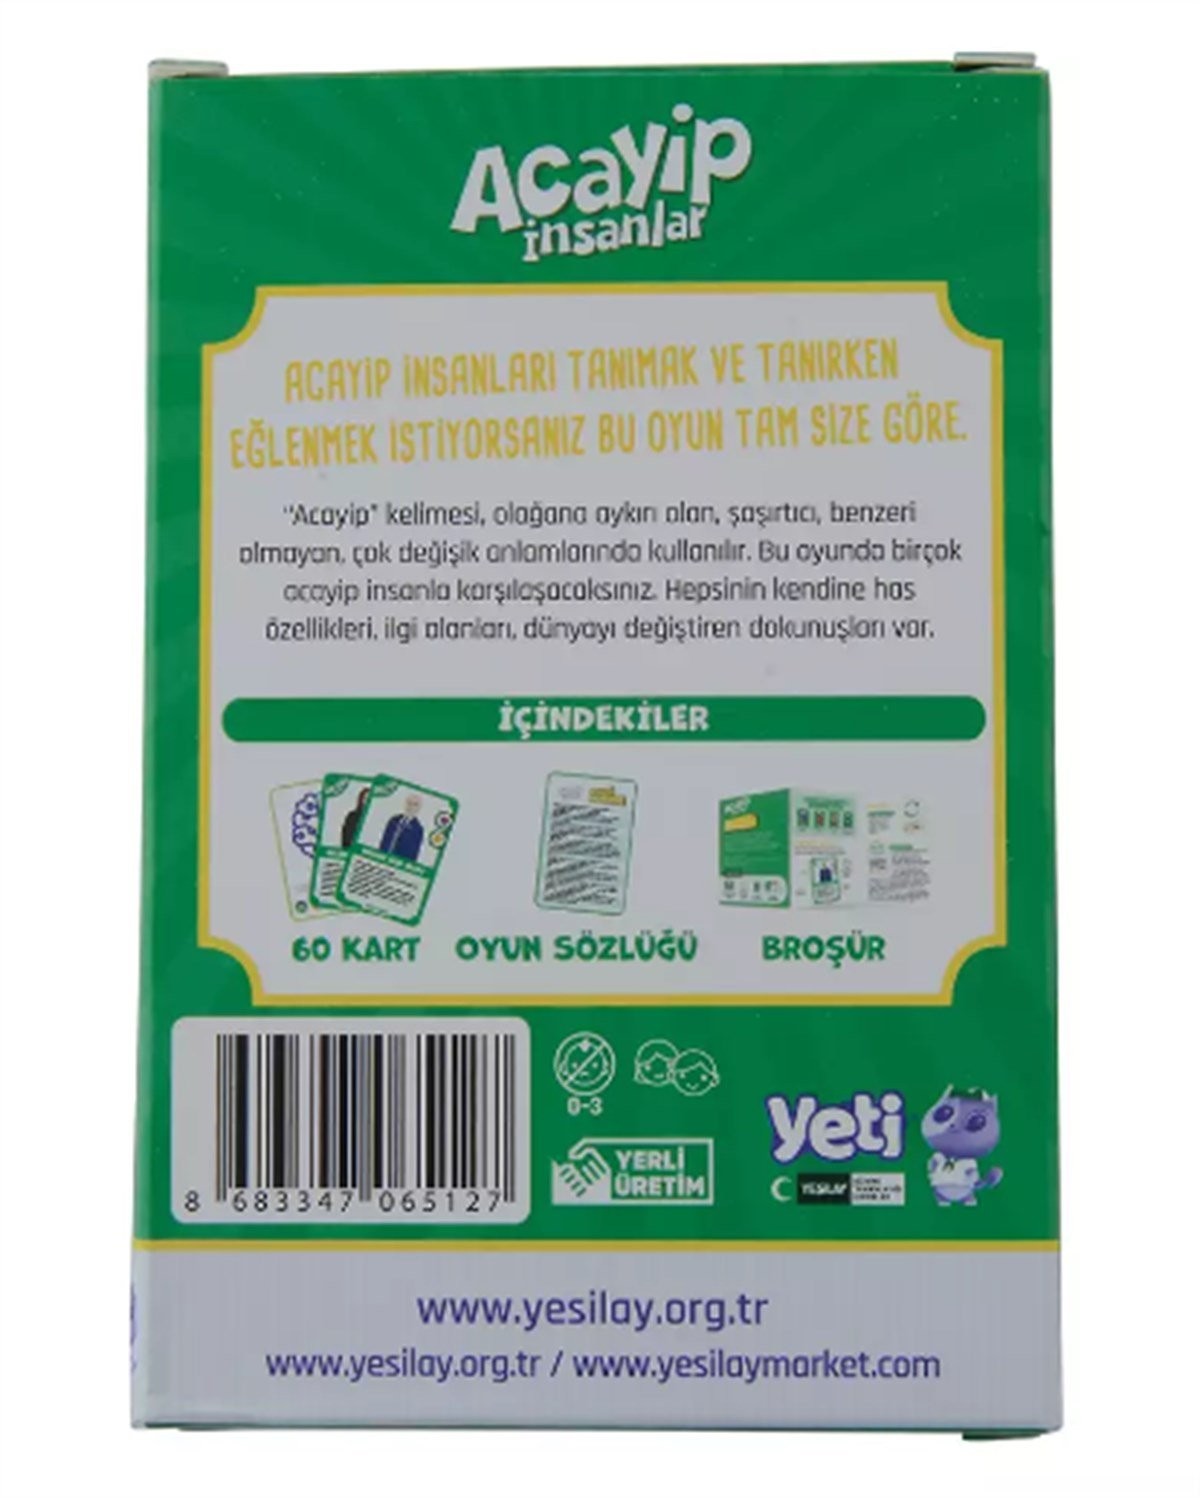 Acayip
insanlar
ACAYİP İNSANLARI TANIMAK VE TANIRKEN
EĞLENMEK İSTİYORSANIZ BU OYUN TAM SIZE GÖRE.
"Acayip" kelimesi, olağana aykırı olan, şaşırtıcı, benzeri
olmayan, çok değişik anlamlarında kullanılır. Bu oyunda birçok
acayip insanla karşılaşacaksınız. Hepsinin kendine has
özellikleri, ilgi alanları, dünyayı değiştiren dokunuşları var.
İÇİNDEKİLER
60 KART OYUN SÖZLÜĞÜ BROŞÜR
0-3
YERLİ
ÜRETİM
yeti
YEŞİLAY
8 683347 065127
www.yesilay.org.tr
www.yesilay.org.tr / www.yesilaymarket.com